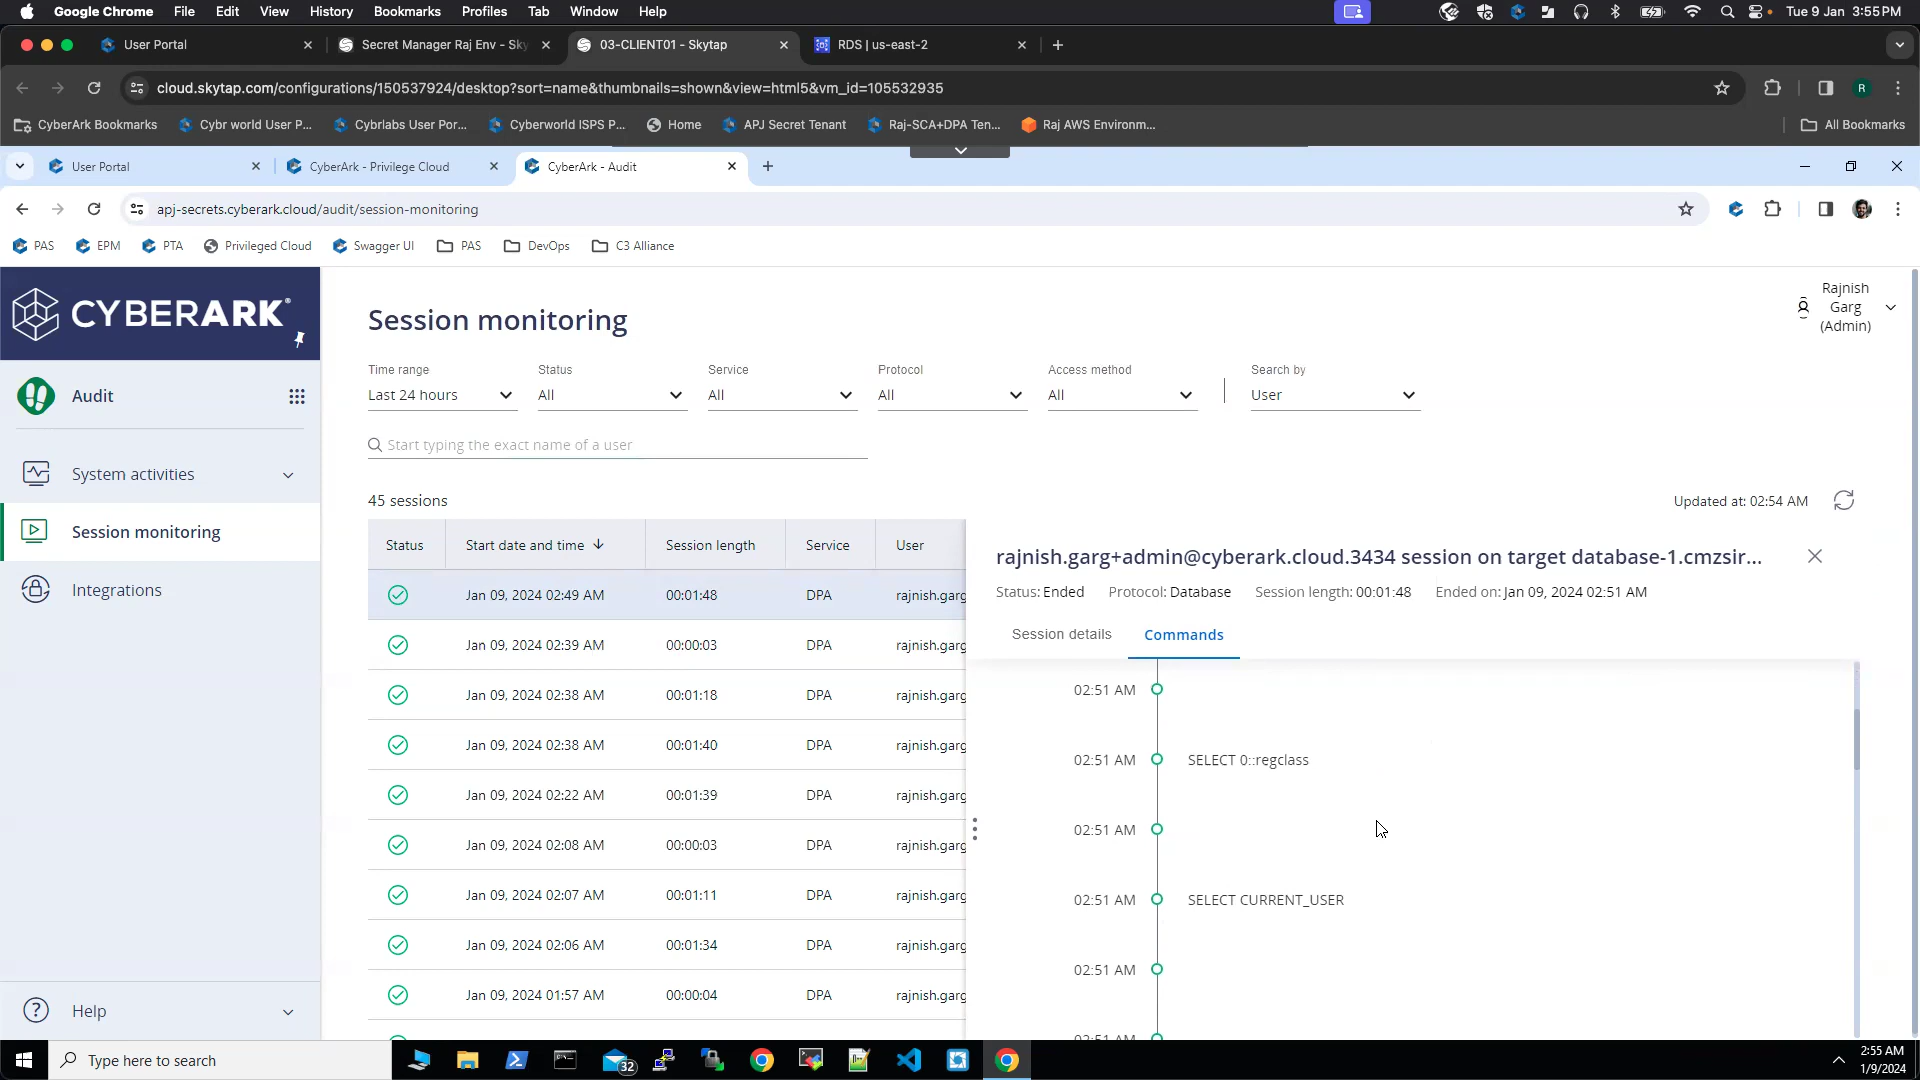 Google Chrome File Edit View History Bookmarks Profiles Tab Window Help Tue 9 Jan 3:55 PM
User Portal Secret Manager Raj Env - Sky 03-CLIENT01 - Skytap RDS | us-east-2
cloud.skytap.com/configurations/150537924/desktop?sort=name&thumbnails=shown&view=html5&vm_id=105532935 R
CyberArk Bookmarks Cybr world User P... Cybrlabs User Por... Cyberworld ISPS P... Home APJ Secret Tenant Raj-SCA+DPA Ten... Raj AWS Environm... All Bookmarks
User Portal CyberArk - Privilege Cloud CyberArk - Audit
apj-secrets.cyberark.cloud/audit/session-monitoring
PAS EPM PTA Privileged Cloud Swagger UI PAS DevOps C3 Alliance
CYBERARK®
Audit
System activities
Session monitoring
Integrations
Help
Session monitoring
Rajnish
Garg
(Admin)
Time range Status Service Protocol Access method Search by
Last 24 hours All All All All User
Start typing the exact name of a user
45 sessions
Updated at: 02:54 AM
Status Start date and time Session length Service User
Jan 09, 2024 02:49 AM 00:01:48 DPA rajnish.garg
Jan 09, 2024 02:39 AM 00:00:03 DPA rajnish.garg
Jan 09, 2024 02:38 AM 00:01:18 DPA rajnish.garg
Jan 09, 2024 02:38 AM 00:01:40 DPA rajnish.garg
Jan 09, 2024 02:22 AM 00:01:39 DPA rajnish.garg
Jan 09, 2024 02:08 AM 00:00:03 DPA rajnish.garg
Jan 09, 2024 02:07 AM 00:01:11 DPA rajnish.garg
Jan 09, 2024 02:06 AM 00:01:34 DPA rajnish.garg
Jan 09, 2024 01:57 AM 00:00:04 DPA rajnish.garg
rajnish.garg+admin@cyberark.cloud.3434 session on target database-1.cmzsir...
Status: Ended Protocol: Database Session length: 00:01:48 Ended on: Jan 09, 2024 02:51 AM
Session details Commands
02:51 AM
02:51 AM SELECT 0::regclass
02:51 AM
02:51 AM SELECT CURRENT_USER
02:51 AM
02:51 AM
Type here to search 32
2:55 AM
1/9/2024